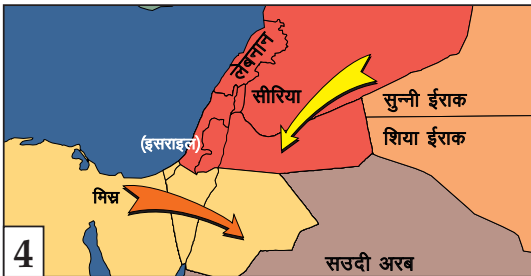 लेबनान
सीरिया
सुन्नी ईराक
शिया ईराक
(इसराइल)
मिस्र
4
सउदी अरब